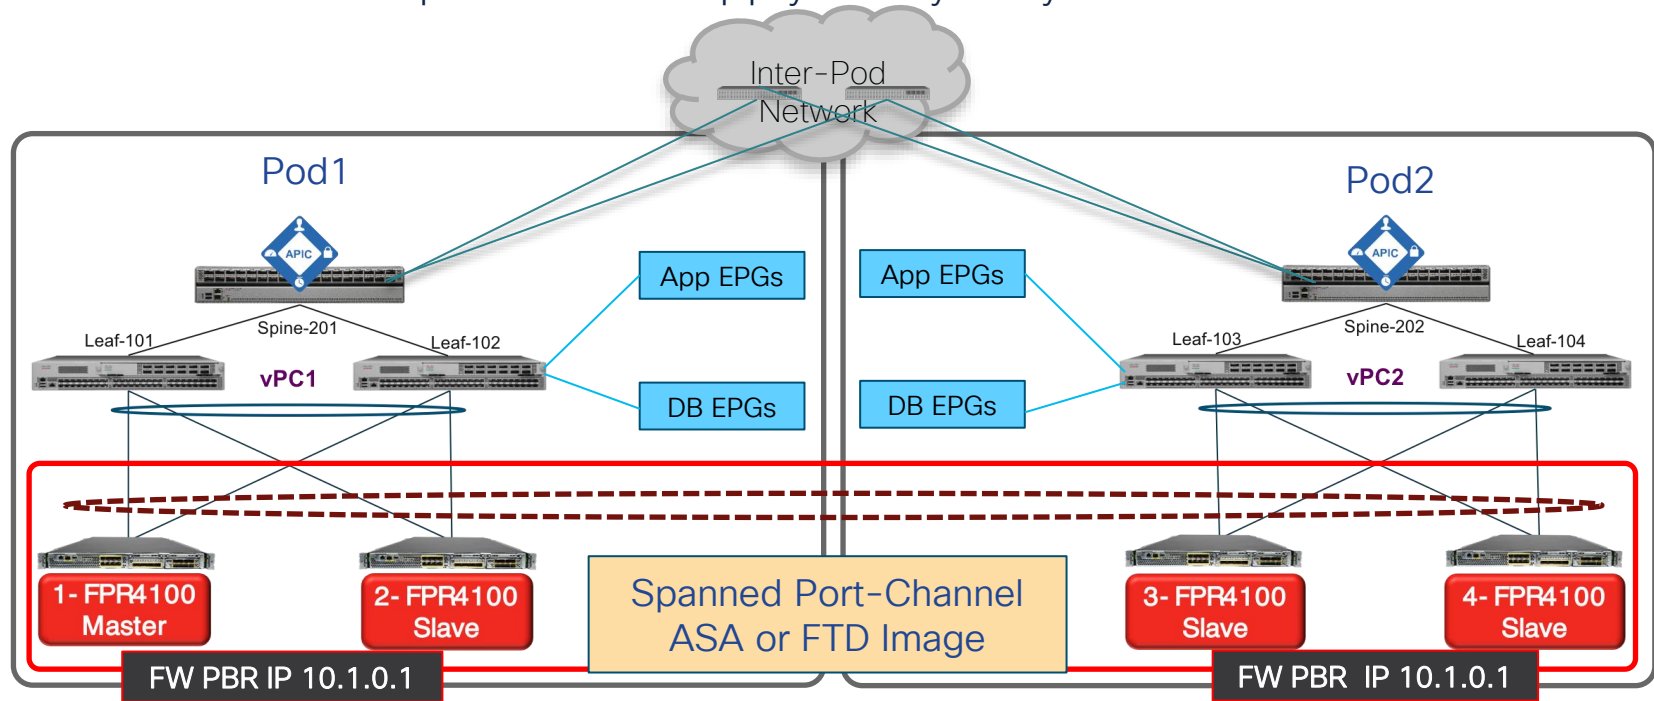 Inter-Pod
Network
Pod1
Pod2
APIC
APIC
App EPGs
App EPGs
Spine-201
Spine-202
Leaf-101
Leaf-102
Leaf-103
Leaf-104
vPC1
vPC2
DB EPGs
DB EPGs
1- FPR4100
Master
2- FPR4100
Slave
Spanned Port-Channel
ASA or FTD Image
3- FPR4100
Slave
4- FPR4100
Slave
FW PBR IP 10.1.0.1
FW PBR IP 10.1.0.1